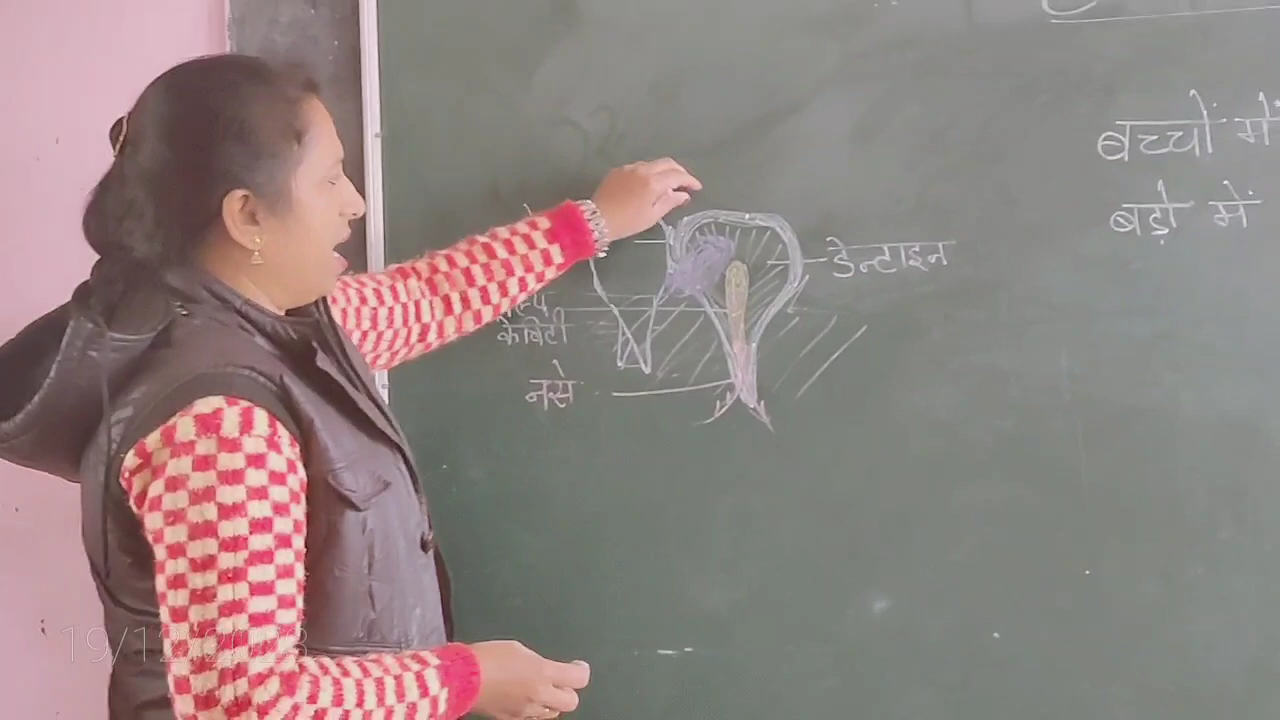 बच्चों में
बड़ो में
डेन्टाइन
केविटी
नसे
19/12/2023